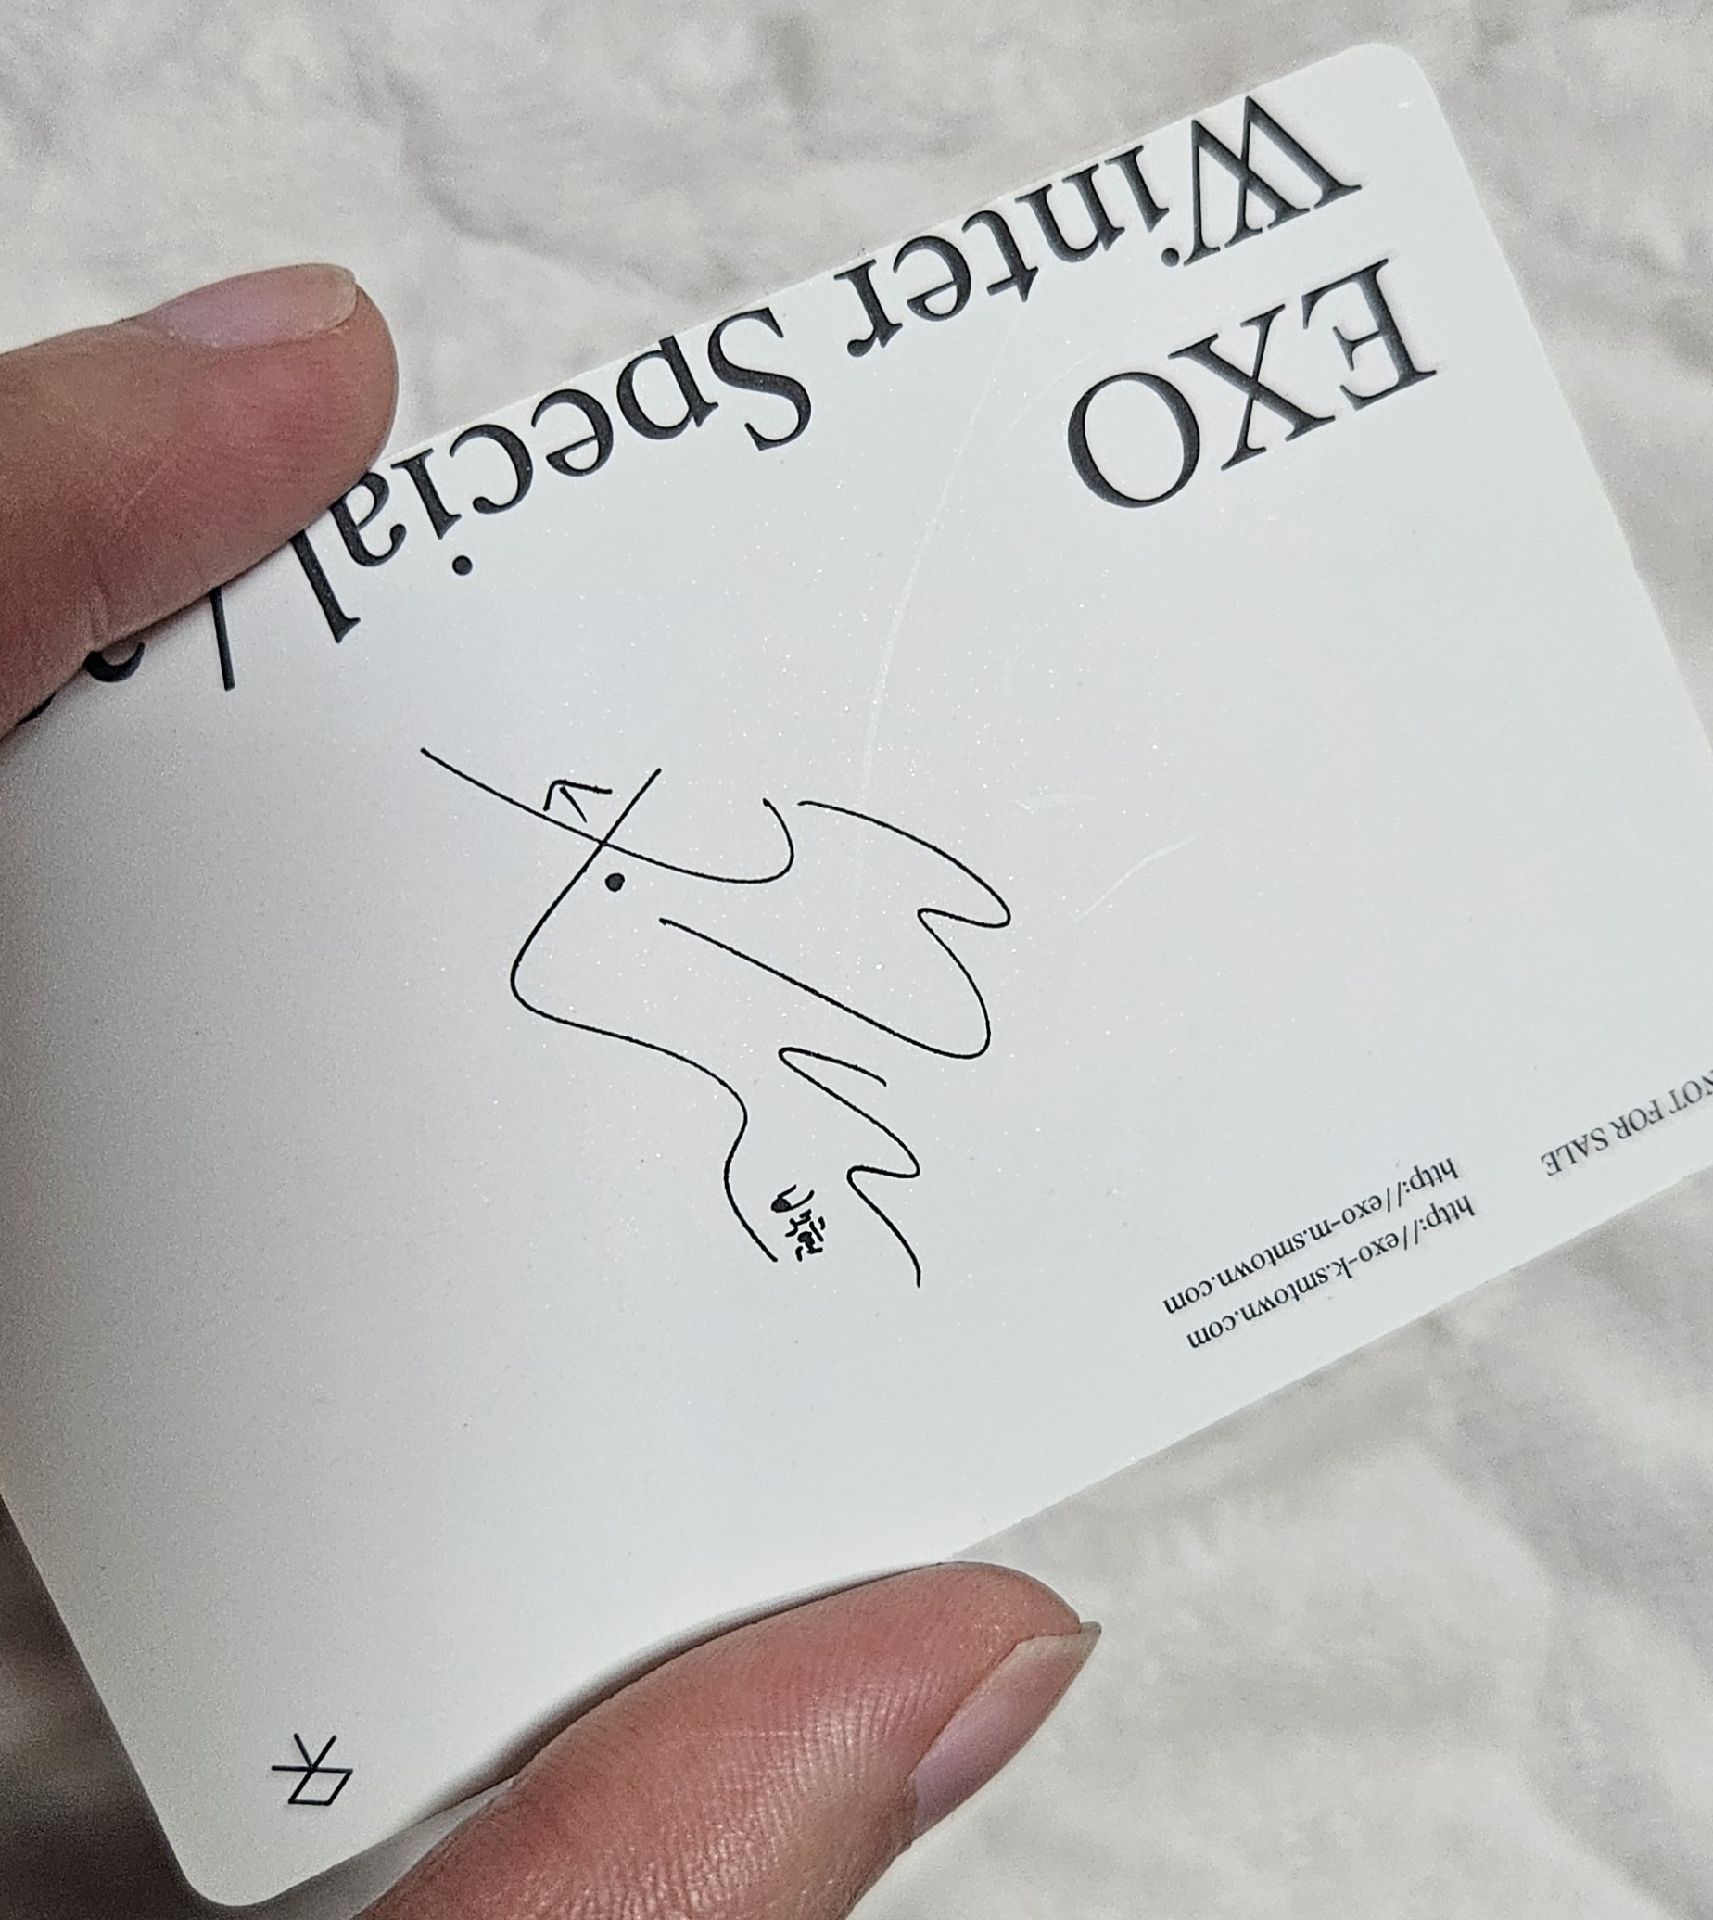 EXO
Winter Special /
http://exo-k.smtown.com
http://exo-m.smtown.com
NOT FOR SALE